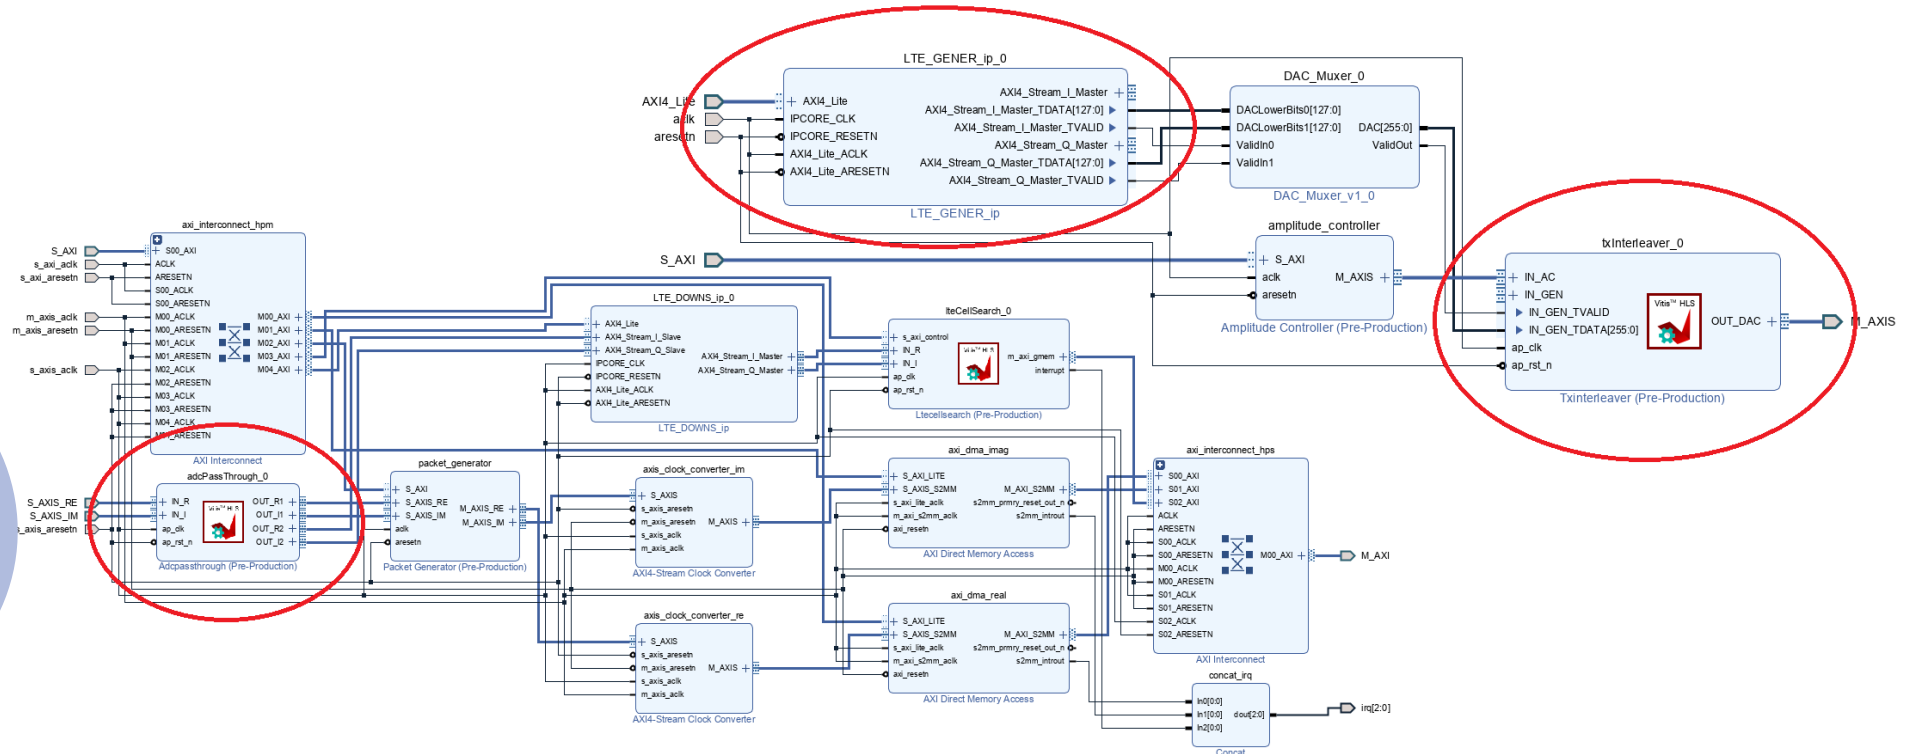 LTE_GENER_ip_0
AXI4_Lite
aclk
aresetn
AXI4_Lite
IPCORE_CLK
IPCORE_RESETN
AXI4_Lite_ACLK
AXI4_Lite_ARESETN
AXI4_Stream_I_Master
AXI4_Stream_I_Master_TDATA[127:0]
AXI4_Stream_I_Master_TVALID
AXI4_Stream_Q_Master
AXI4_Stream_Q_Master_TDATA[127:0]
AXI4_Stream_Q_Master_TVALID
LTE_GENER_ip
DAC_Muxer_0
DACLowerBits0[127:0]
DACLowerBits1[127:0]
ValidIn0
ValidIn1
DAC[255:0]
ValidOut
DAC_Muxer_v1_0
amplitude_controller
S_AXI
S_AXI
aclk
aresetn
M_AXIS
Amplitude Controller (Pre-Production)
txInterleaver_0
IN_AC
IN_GEN
IN_GEN_TVALID
IN_GEN_TDATA[255:0]
ap_clk
ap_rst_n
Vitis™ HLS
OUT_DAC
M_AXIS
Txinterleaver (Pre-Production)
axi_interconnect_hpm
S_AXI
s_axi_aclk
s_axi_aresetn
m_axis_aclk
m_axis_aresetn
s_axis_aclk
S00_AXI
ACLK
ARESETN
S00_ACLK
S00_ARESETN
M00_ACLK
M00_ARESETN
M01_ACLK
M01_ARESETN
M02_ACLK
M02_ARESETN
M03_ACLK
M03_ARESETN
M04_ACLK
M00_AXI
M01_AXI
M02_AXI
M03_AXI
M04_AXI
AXI Interconnect
LTE_DOWNS_ip_0
AXI4_Lite
AXI4_Stream_I_Slave
AXI4_Stream_Q_Slave
IPCORE_CLK
IPCORE_RESETN
AXI4_Lite_ACLK
AXI4_Lite_ARESETN
AXI4_Stream_I_Master
AXI4_Stream_Q_Master
LTE_DOWNS_ip
lteCellSearch_0
s_axi_control
IN_R
IN_I
ap_clk
ap_rst_n
Vitis™ HLS
m_axi_gmem
interrupt
Ltecellsearch (Pre-Production)
adcPassThrough_0
S_AXIS_RE
S_AXIS_IM
s_axis_aresetn
IN_R
IN_I
ap_clk
ap_rst_n
Vitis™ HLS
OUT_R1
OUT_I1
OUT_R2
OUT_I2
Adcpassthrough (Pre-Production)
packet_generator
S_AXI
S_AXIS_RE
S_AXIS_IM
aclk
aresetn
M_AXIS_RE
M_AXIS_IM
Packet Generator (Pre-Production)
axis_clock_converter_im
S_AXIS
s_axis_aresetn
m_axis_aresetn
s_axis_aclk
m_axis_aclk
M_AXIS
AXI4-Stream Clock Converter
axi_dma_imag
S_AXI_LITE
S_AXIS_S2MM
s_axi_lite_aclk
m_axi_s2mm_aclk
axi_resetn
M_AXI_S2MM
s2mm_prmry_reset_out_n
s2mm_introut
AXI Direct Memory Access
axi_interconnect_hps
S00_AXI
S01_AXI
S02_AXI
ACLK
ARESETN
S00_ACLK
S00_ARESETN
M00_ACLK
M00_ARESETN
S01_ACLK
S01_ARESETN
S02_ACLK
S02_ARESETN
M00_AXI
M_AXI
AXI Interconnect
axis_clock_converter_re
S_AXIS
s_axis_aresetn
m_axis_aresetn
s_axis_aclk
m_axis_aclk
M_AXIS
AXI4-Stream Clock Converter
axi_dma_real
S_AXI_LITE
S_AXIS_S2MM
s_axi_lite_aclk
m_axi_s2mm_aclk
axi_resetn
M_AXI_S2MM
s2mm_prmry_reset_out_n
s2mm_introut
AXI Direct Memory Access
concat_irq
In0[0:0]
In1[0:0]
In2[0:0]
dout[2:0]
irq[2:0]
Concat